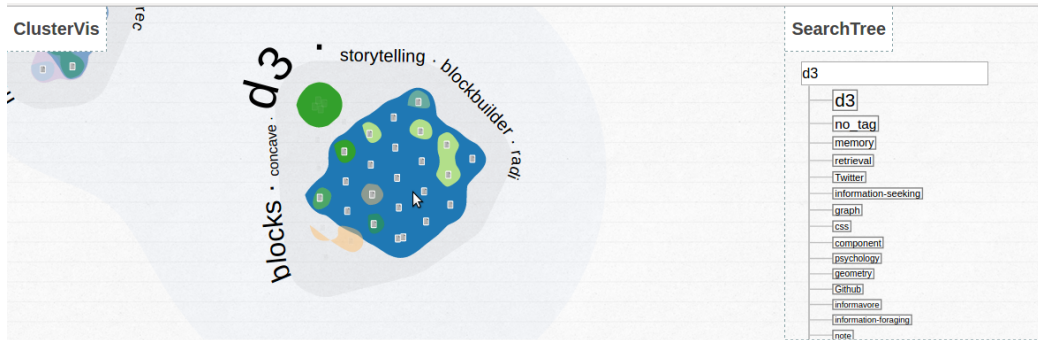 ClusterVis
rec
blocks · concave · d3 · storytelling · blockbuilder · radi
SearchTree
d3
d3
no_tag
memory
retrieval
Twitter
information-seeking
graph
css
component
psychology
geometry
Github
informavore
information-foraging
note